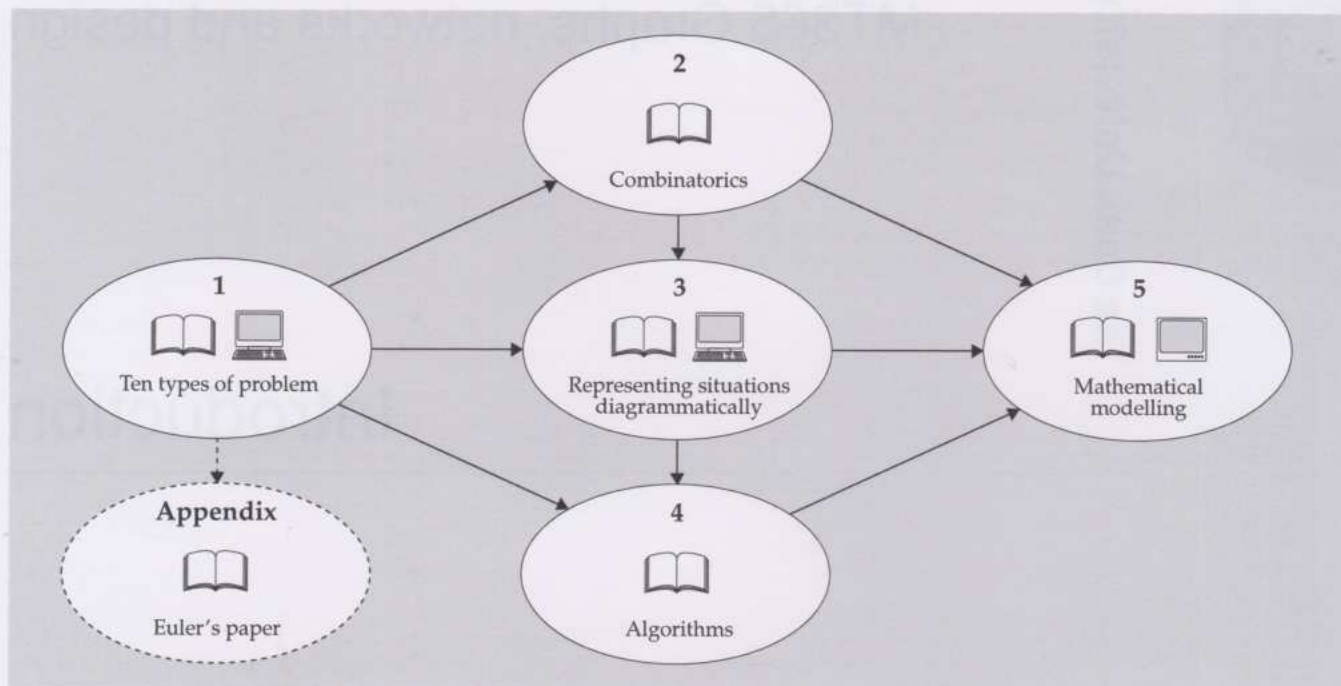 2
Combinatorics
1
Ten types of problem
3
Representing situations
diagrammatically
5
Mathematical
modelling
Appendix
Euler's paper
4
Algorithms